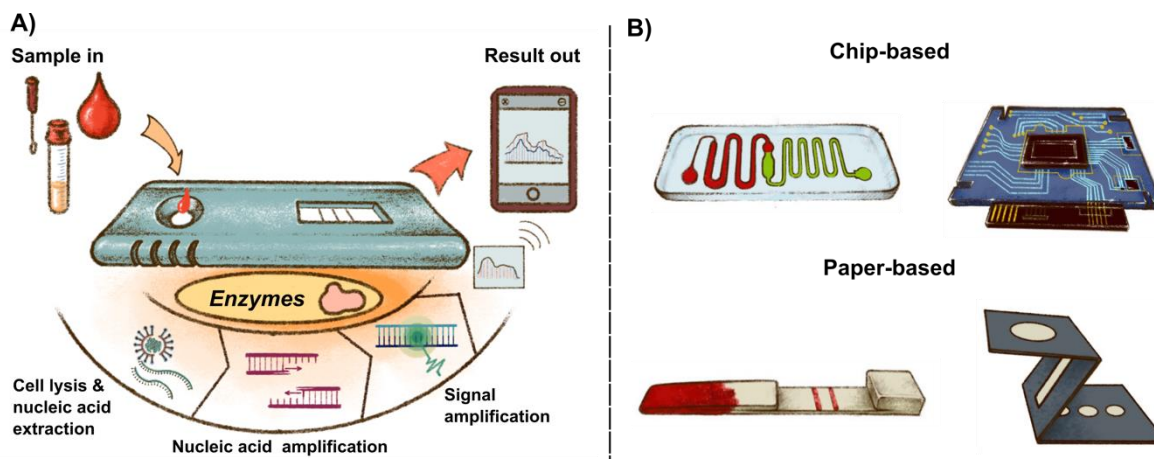 A)
Sample in
Result out
Enzymes
Cell lysis &
nucleic acid
extraction
Nucleic acid amplification
Signal
amplification
B)
Chip-based
Paper-based